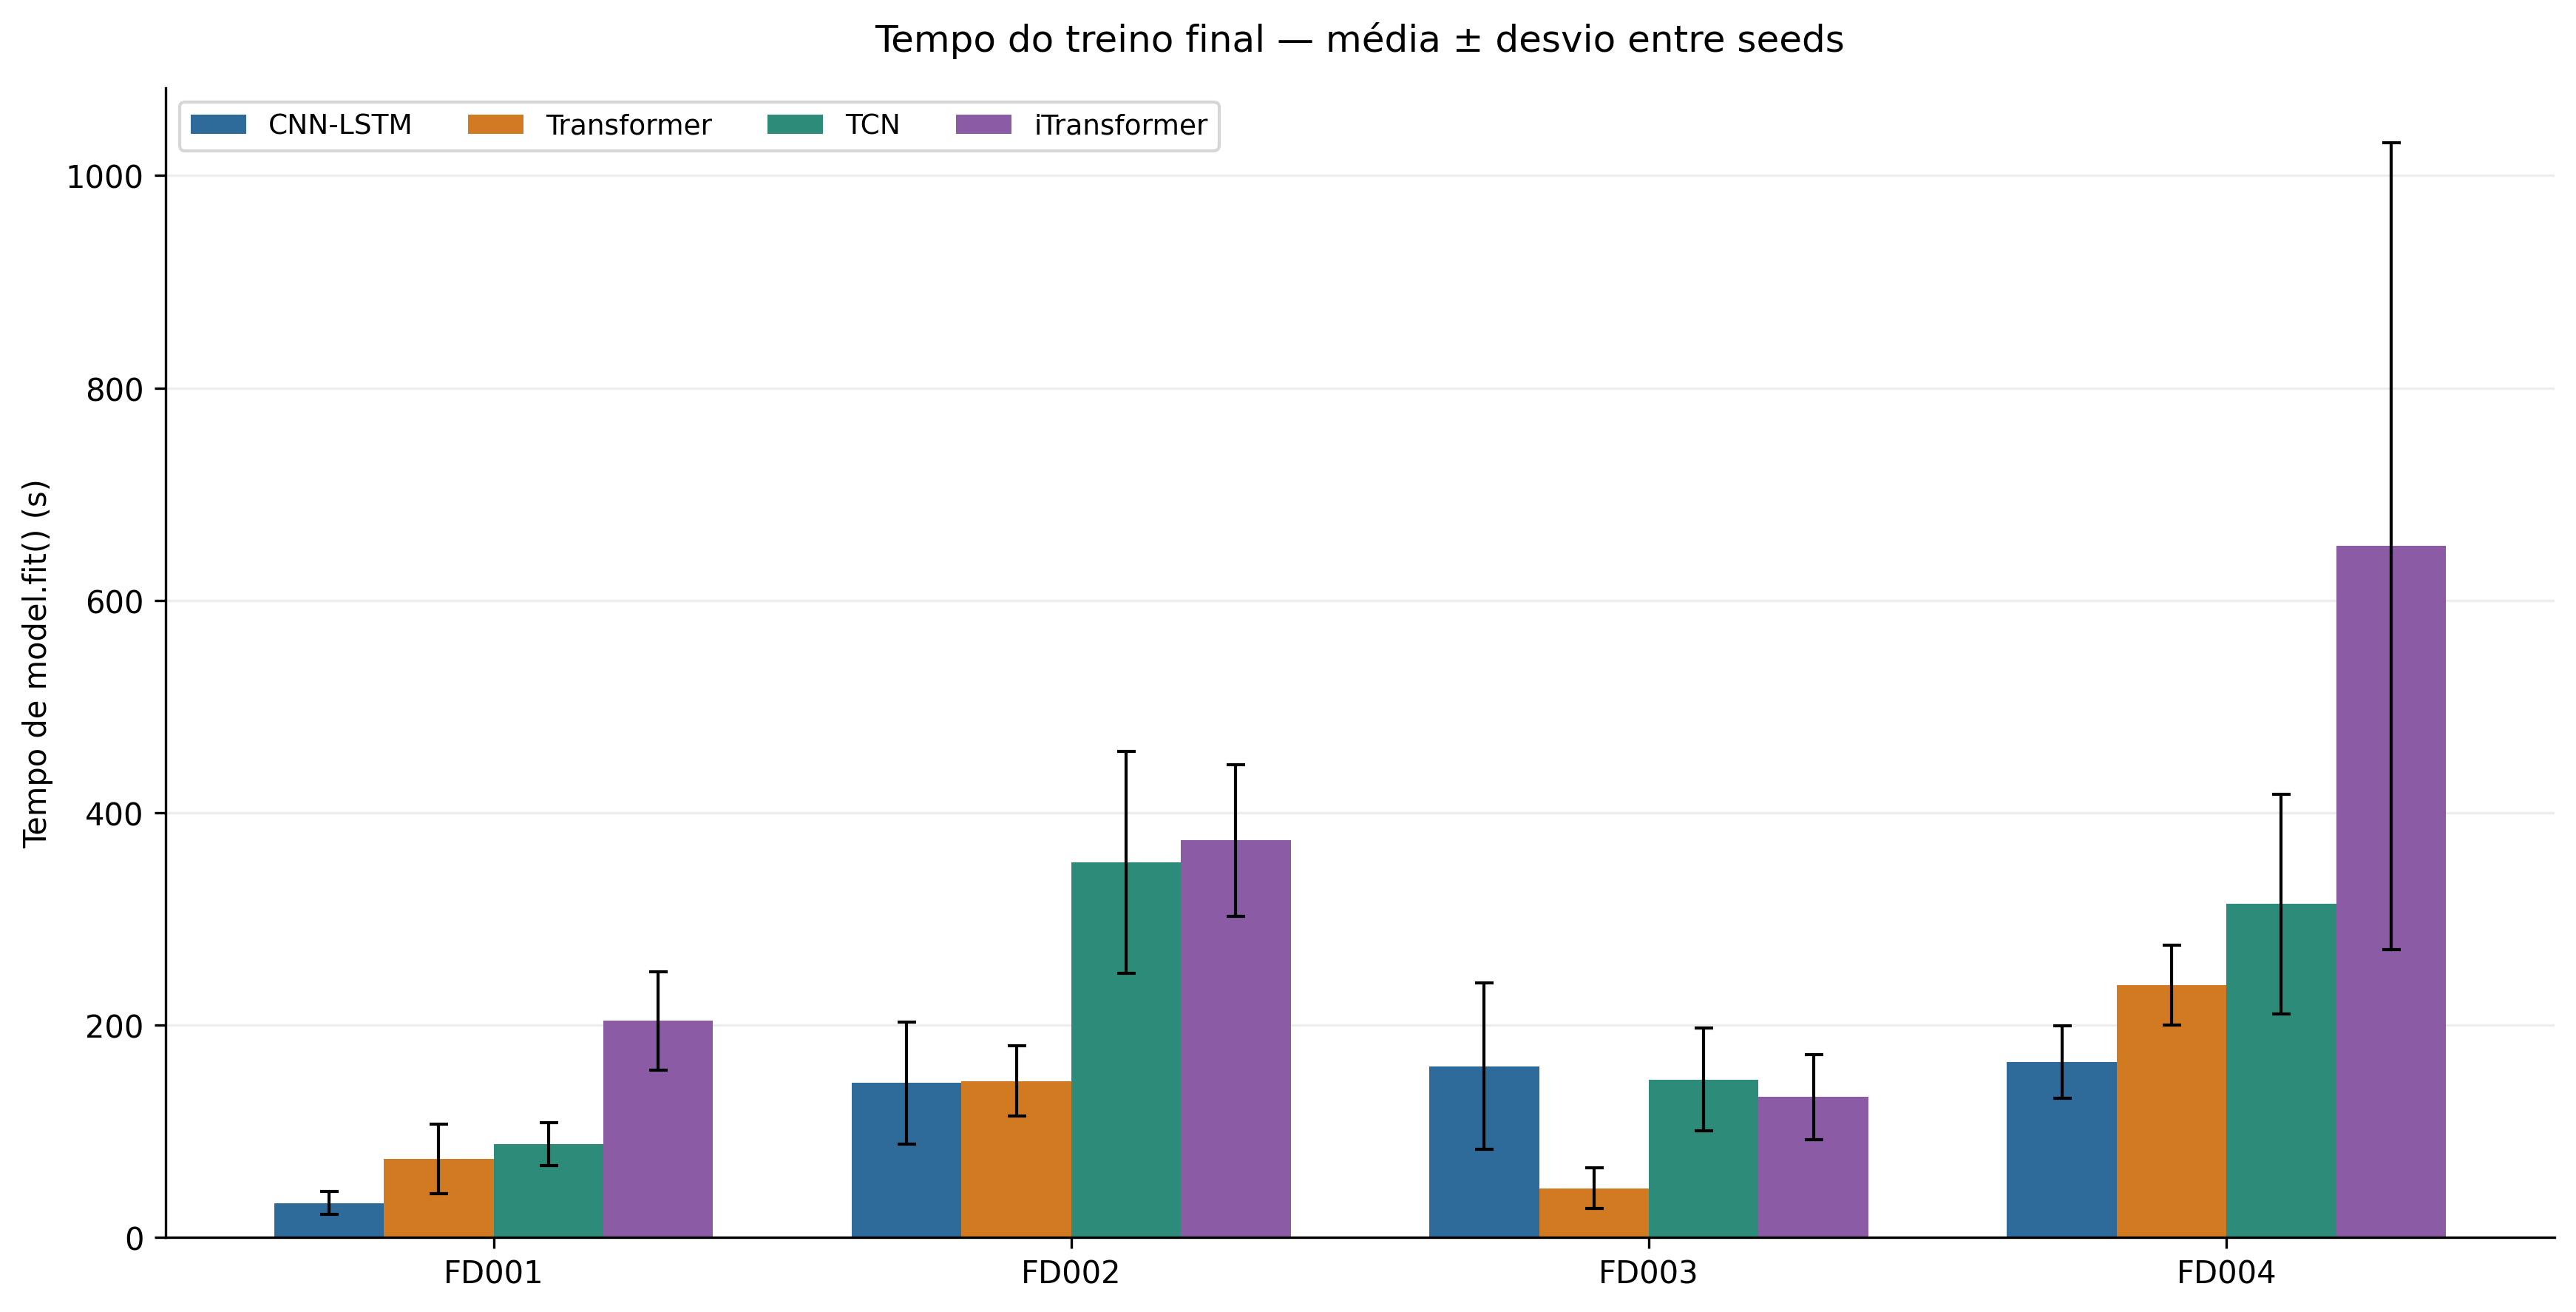 Tempo do treino final — média ± desvio entre seeds
CNN-LSTM Transformer TCN iTransformer
Tempo de model.fit() (s)
1000
800
600
400
200
0
FD001 FD002 FD003 FD004